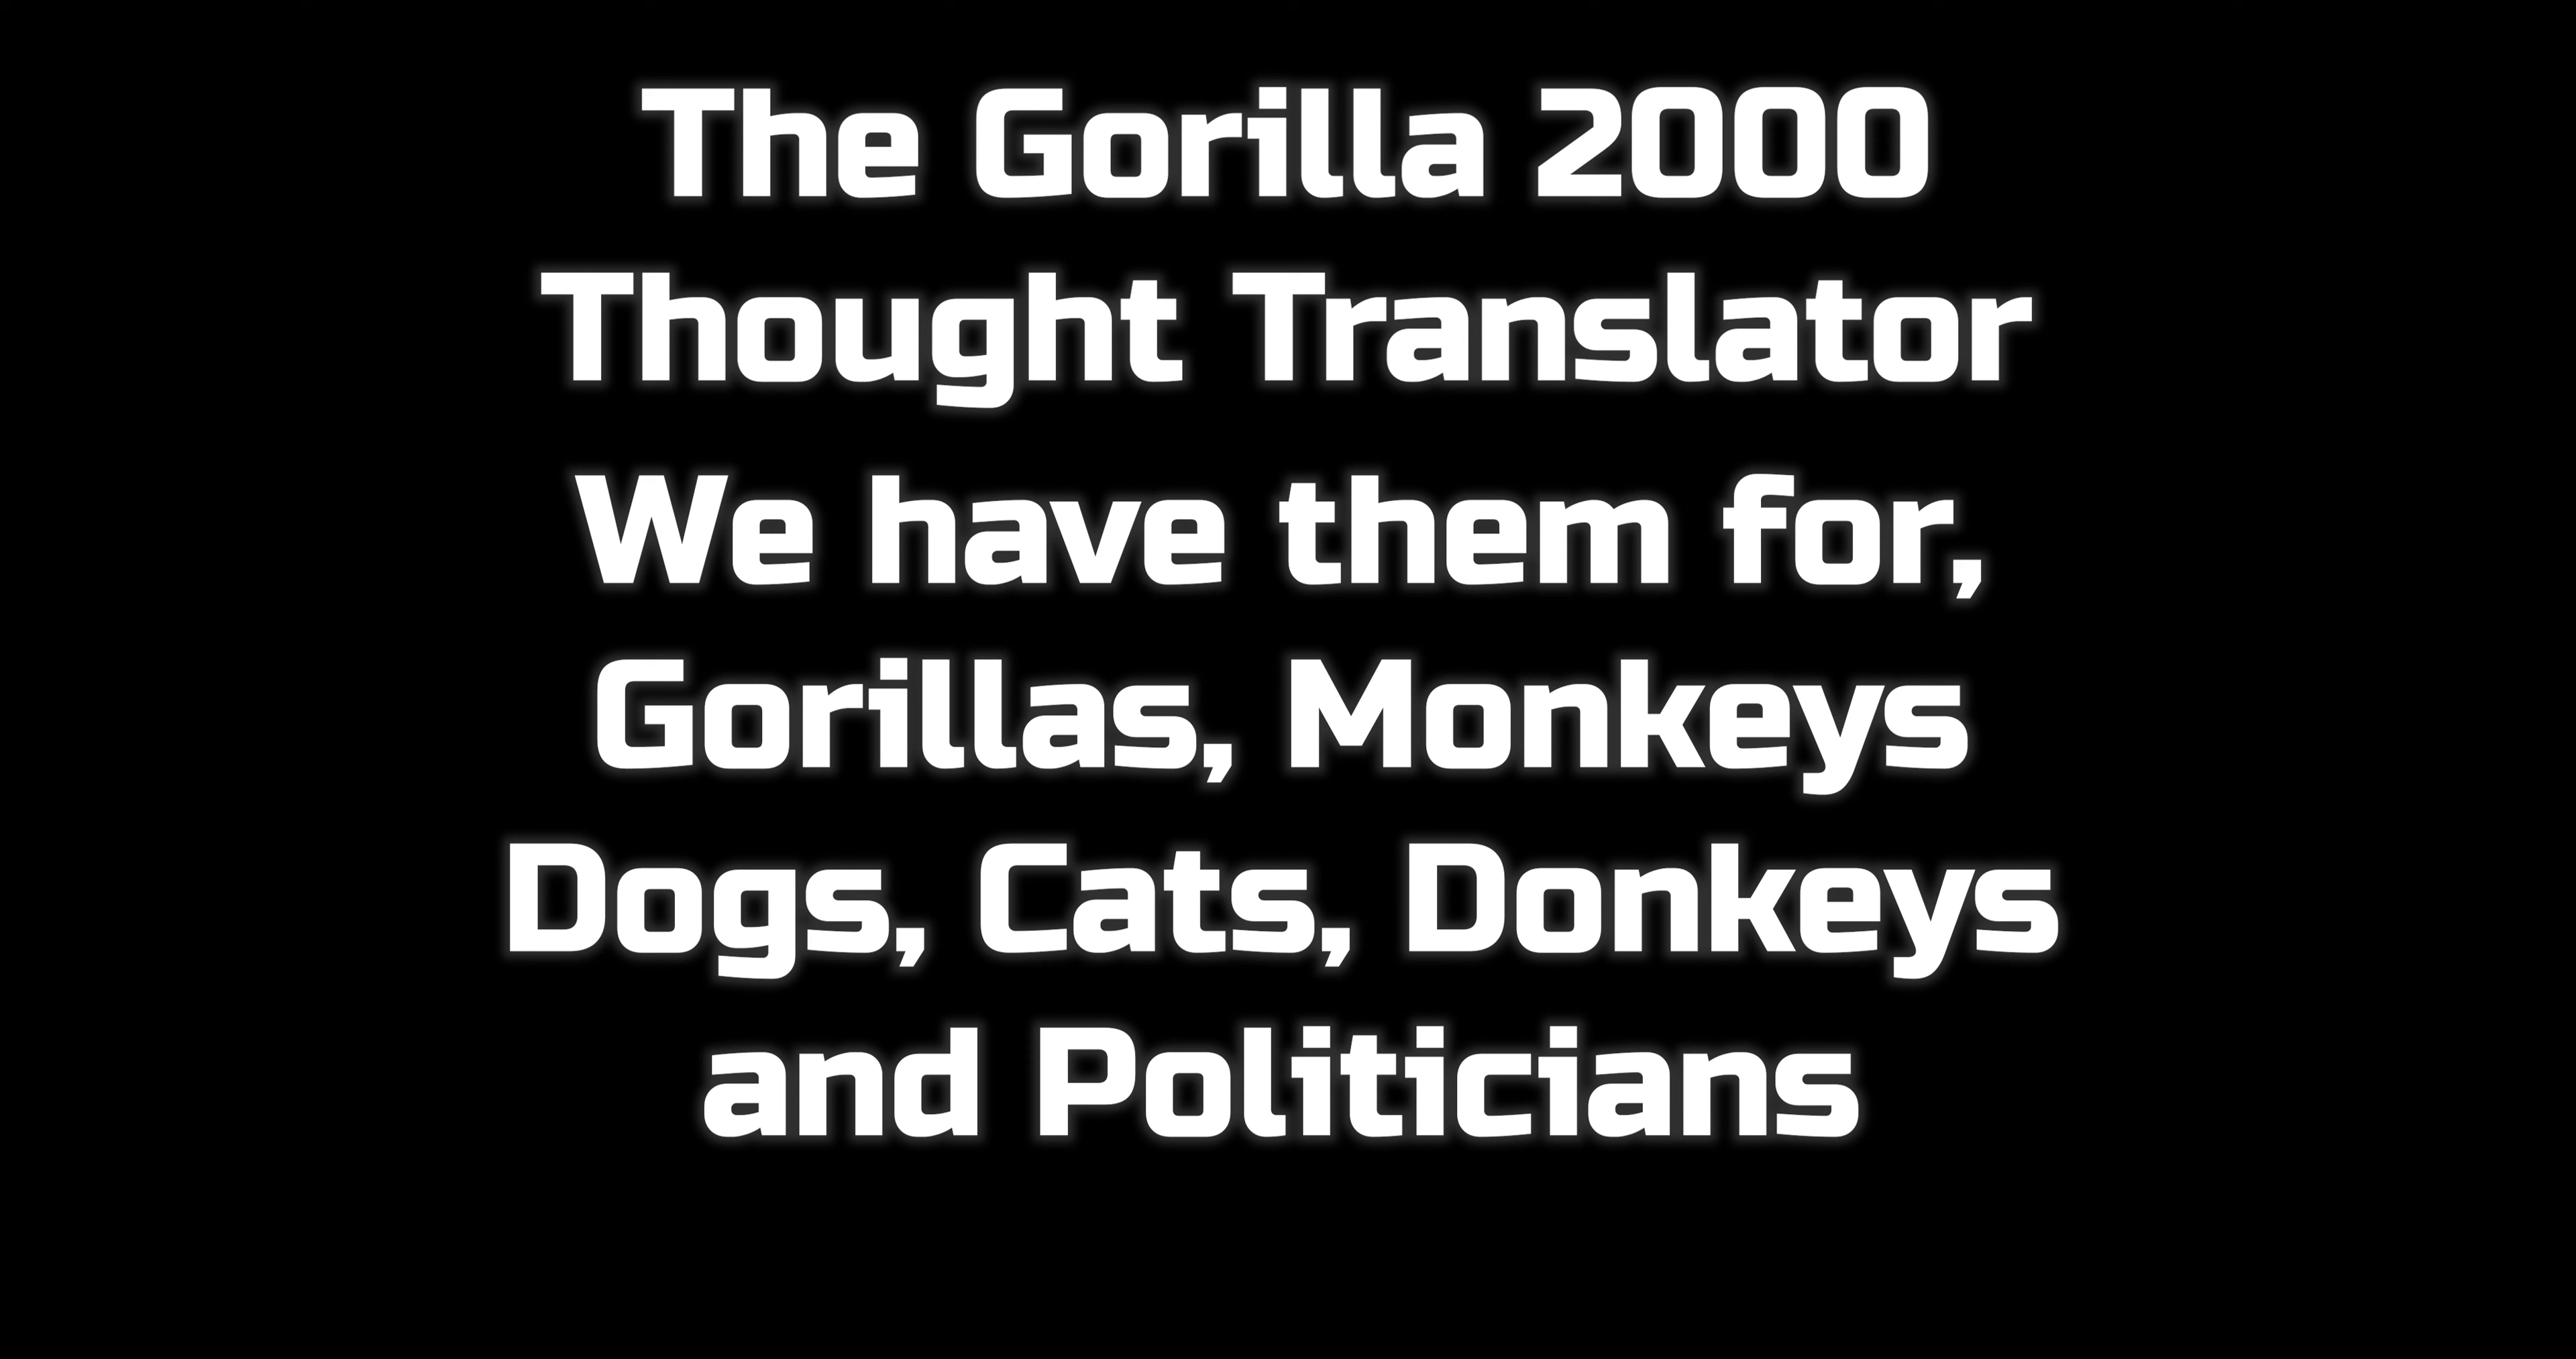 The Gorilla 2000
Thought Translator
We have them for,
Gorillas, Monkeys
Dogs, Cats, Donkeys
and Politicians